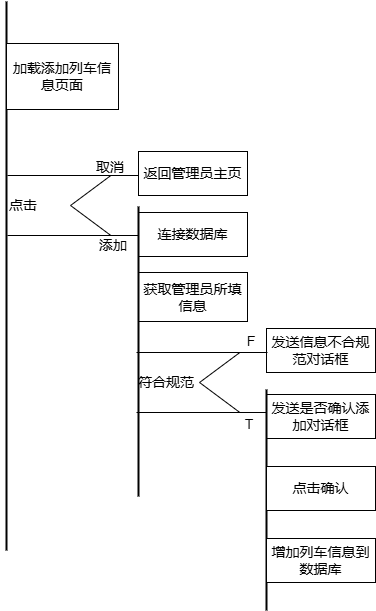 加载添加列车信
息页面
取消
返回管理员主页
点击
添加
连接数据库
获取管理员所填
信息
F
发送信息不合规
范对话框
符合规范
T
发送是否确认添
加对话框
点击确认
增加列车信息到
数据库